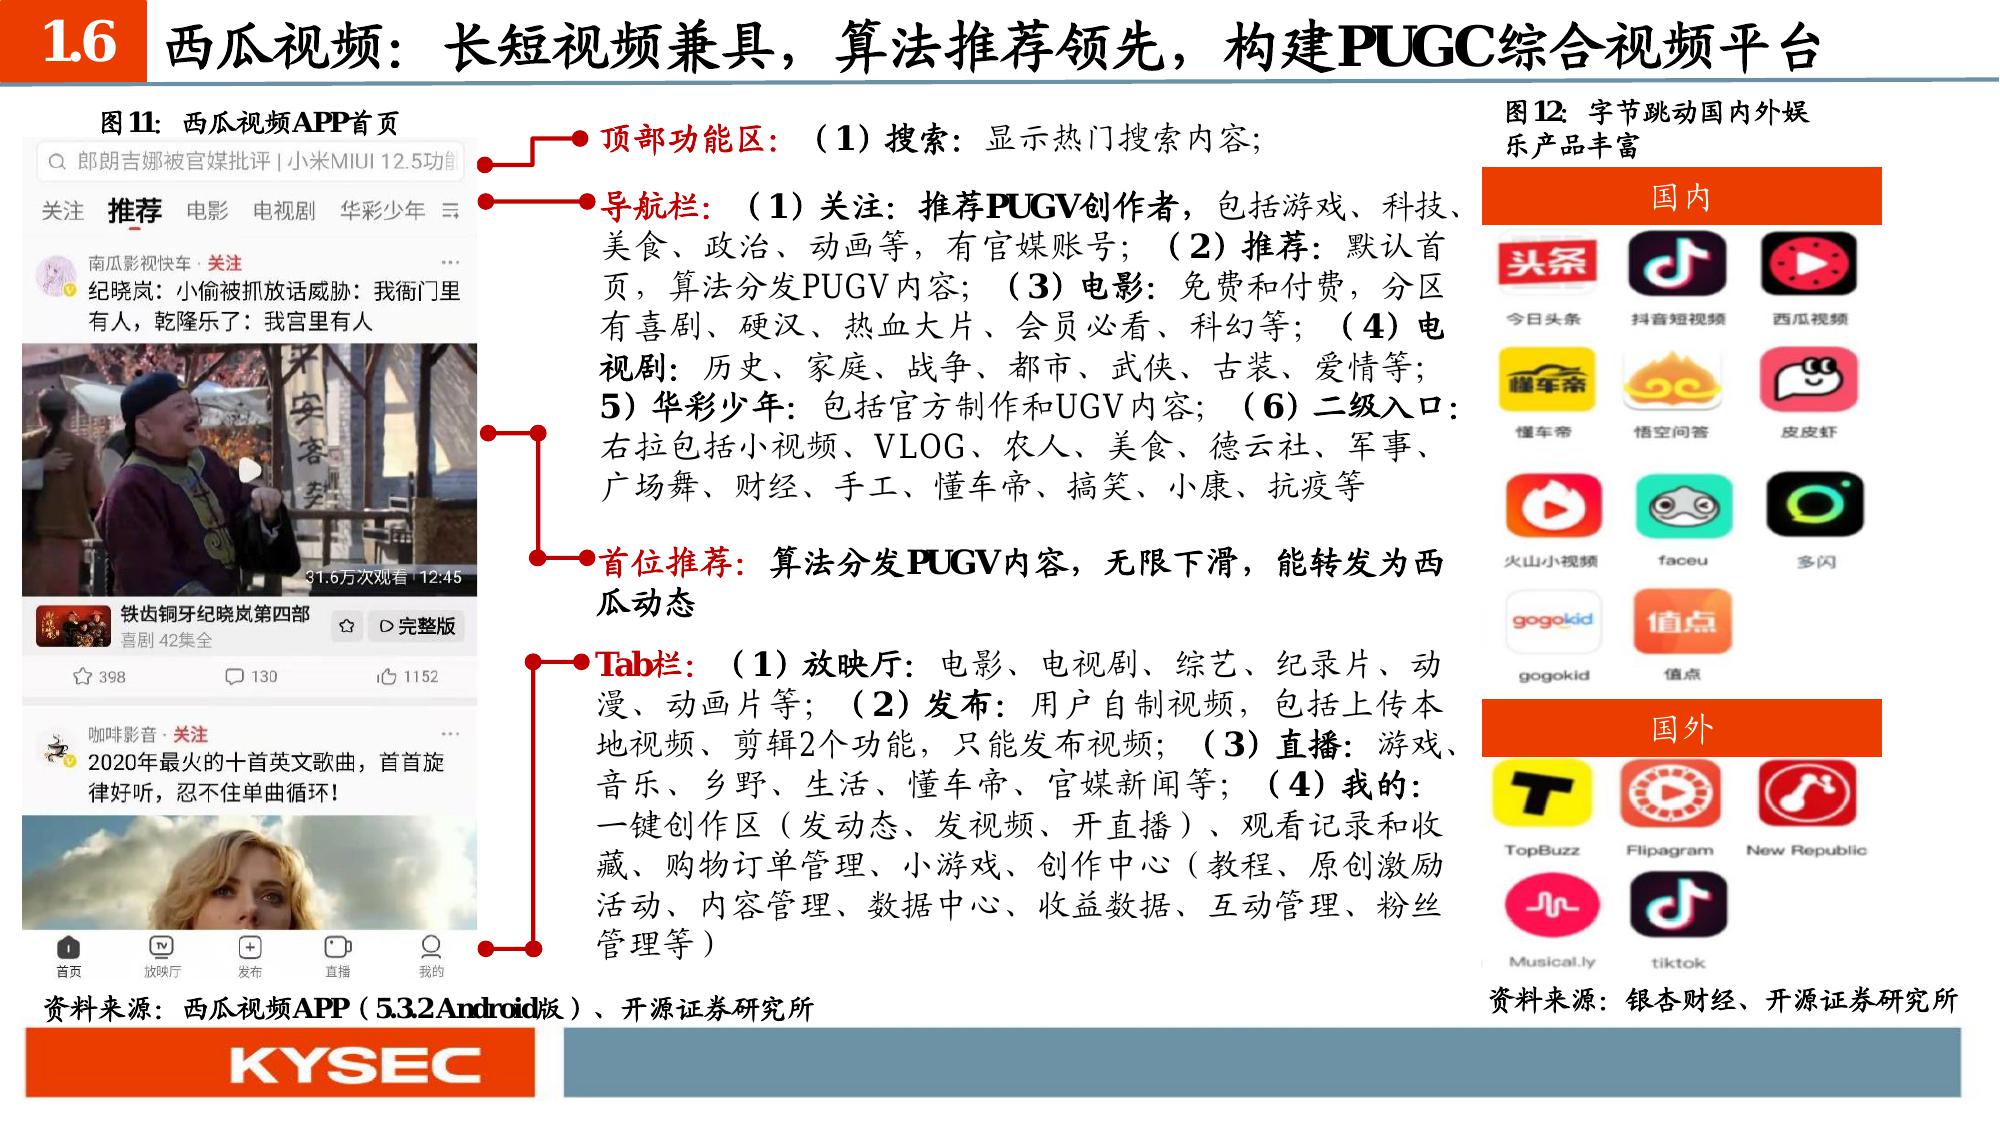 1.6
西瓜视频：长短视频兼具，算法推荐领先，构建PUGC综合视频平台
图11：西瓜视频APP首页
郎朗吉娜被官媒批评 | 小米MIUI 12.5功能
关注 推荐 电影 电视剧 华彩少年
南瓜影视快车 · 关注
纪晓岚：小偷被抓放话威胁：我衙门里
有人，乾隆乐了：我宫里有人
31.6万次观看 12:45
铁齿铜牙纪晓岚第四部
喜剧 42集全
完整版
398 130 1152
咖啡影音 · 关注
2020年最火的十首英文歌曲，首首旋
律好听，忍不住单曲循环！
首页 放映厅 发布 直播 我的
资料来源：西瓜视频APP（5.3.2 Android版）、开源证券研究所
顶部功能区：（1）搜索：显示热门搜索内容；
导航栏：（1）关注：推荐PUGV创作者，包括游戏、科技、
美食、政治、动画等，有官媒账号；（2）推荐：默认首
页，算法分发PUGV内容；（3）电影：免费和付费，分区
有喜剧、硬汉、热血大片、会员必看、科幻等；（4）电
视剧：历史、家庭、战争、都市、武侠、古装、爱情等；
5）华彩少年：包括官方制作和UGV内容；（6）二级入口：
右拉包括小视频、VLOG、农人、美食、德云社、军事、
广场舞、财经、手工、懂车帝、搞笑、小康、抗疫等
首位推荐：算法分发PUGV内容，无限下滑，能转发为西
瓜动态
Tab栏：（1）放映厅：电影、电视剧、综艺、纪录片、动
漫、动画片等；（2）发布：用户自制视频，包括上传本
地视频、剪辑2个功能，只能发布视频；（3）直播：游戏、
音乐、乡野、生活、懂车帝、官媒新闻等；（4）我的：
一键创作区（发动态、发视频、开直播）、观看记录和收
藏、购物订单管理、小游戏、创作中心（教程、原创激励
活动、内容管理、数据中心、收益数据、互动管理、粉丝
管理等）
图12：字节跳动国内外娱
乐产品丰富
国内
头条
今日头条 抖音短视频 西瓜视频
懂车帝
懂车帝 悟空问答 皮皮虾
火山小视频 faceu 多闪
gogokid 值点
gogokid 值点
国外
TopBuzz Flipagram New Republic
Musical.ly tiktok
资料来源：银杏财经、开源证券研究所
KYSEC